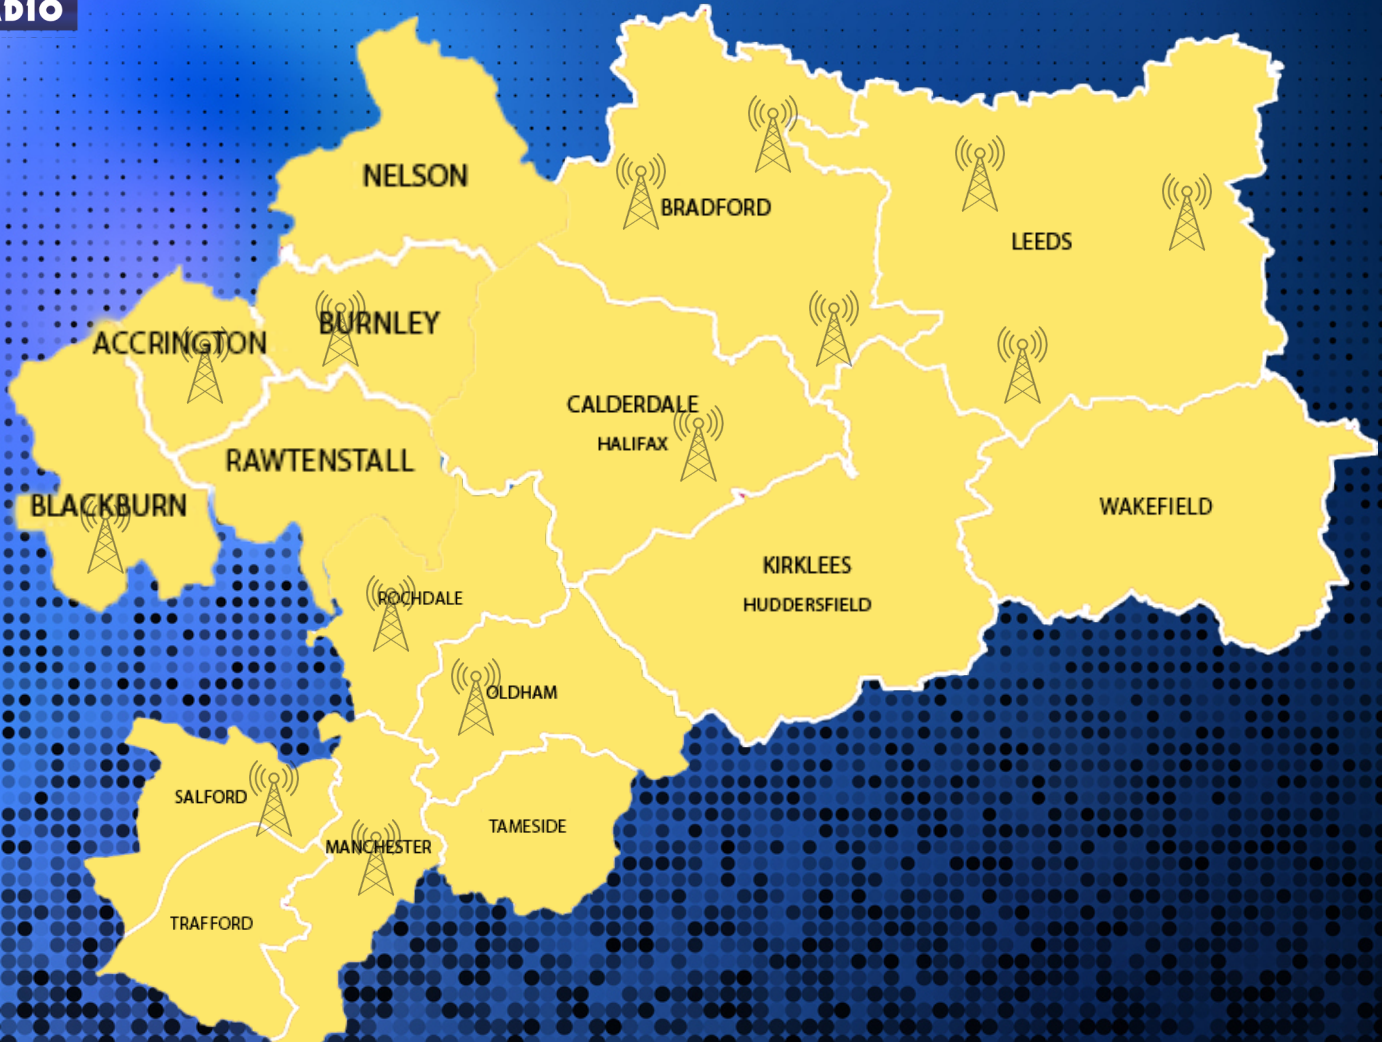 NELSON
BRADFORD
LEEDS
BURNLEY
ACCRINGTON
CALDERDALE
HALIFAX
RAWTENSTALL
BLACKBURN
WAKEFIELD
KIRKLEES
HUDDERSFIELD
ROCHDALE
OLDHAM
SALFORD
TAMESIDE
MANCHESTER
TRAFFORD